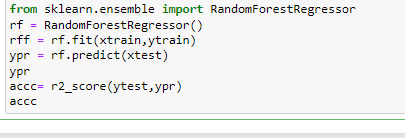 from sklearn.ensemble import RandomForestRegressor
rf = RandomForestRegressor()
rff = rf.fit(xtrain,ytrain)
ypr = rf.predict(xtest)
ypr
accc= r2_score(ytest,ypr)
accc